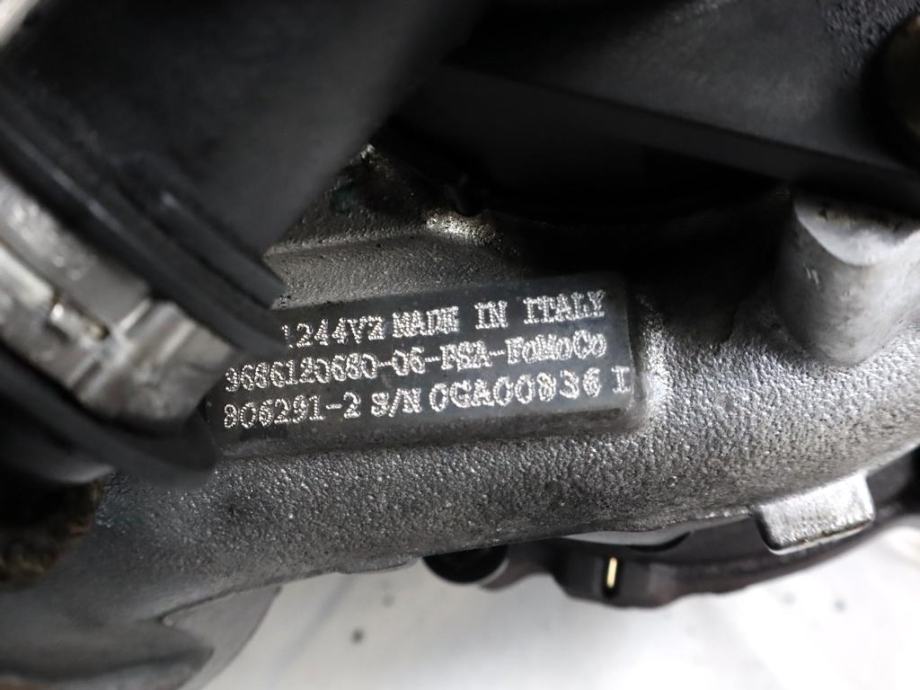 1244VZ MADE IN ITALY
9686120680-06-PSA-FoMoCo
806291-2 S/N 0GA00836 I